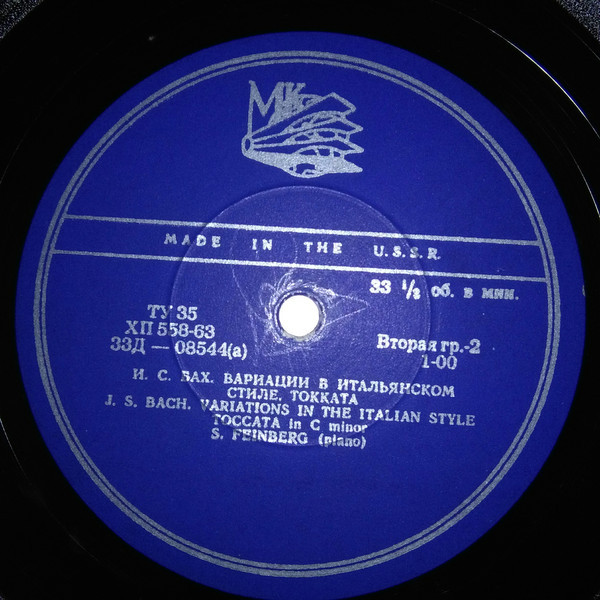 МК
MADE IN THE U.S.S.R.
33 ⅓ об. в мин.
ТУ 35
ХП 558-63
33Д — 08544(а)
Вторая гр.-2
1-00
И. С. БАХ. ВАРИАЦИИ В ИТАЛЬЯНСКОМ
СТИЛЕ, ТОККАТА
J. S. BACH. VARIATIONS IN THE ITALIAN STYLE
TOCCATA in C minor
S. FEINBERG (piano)